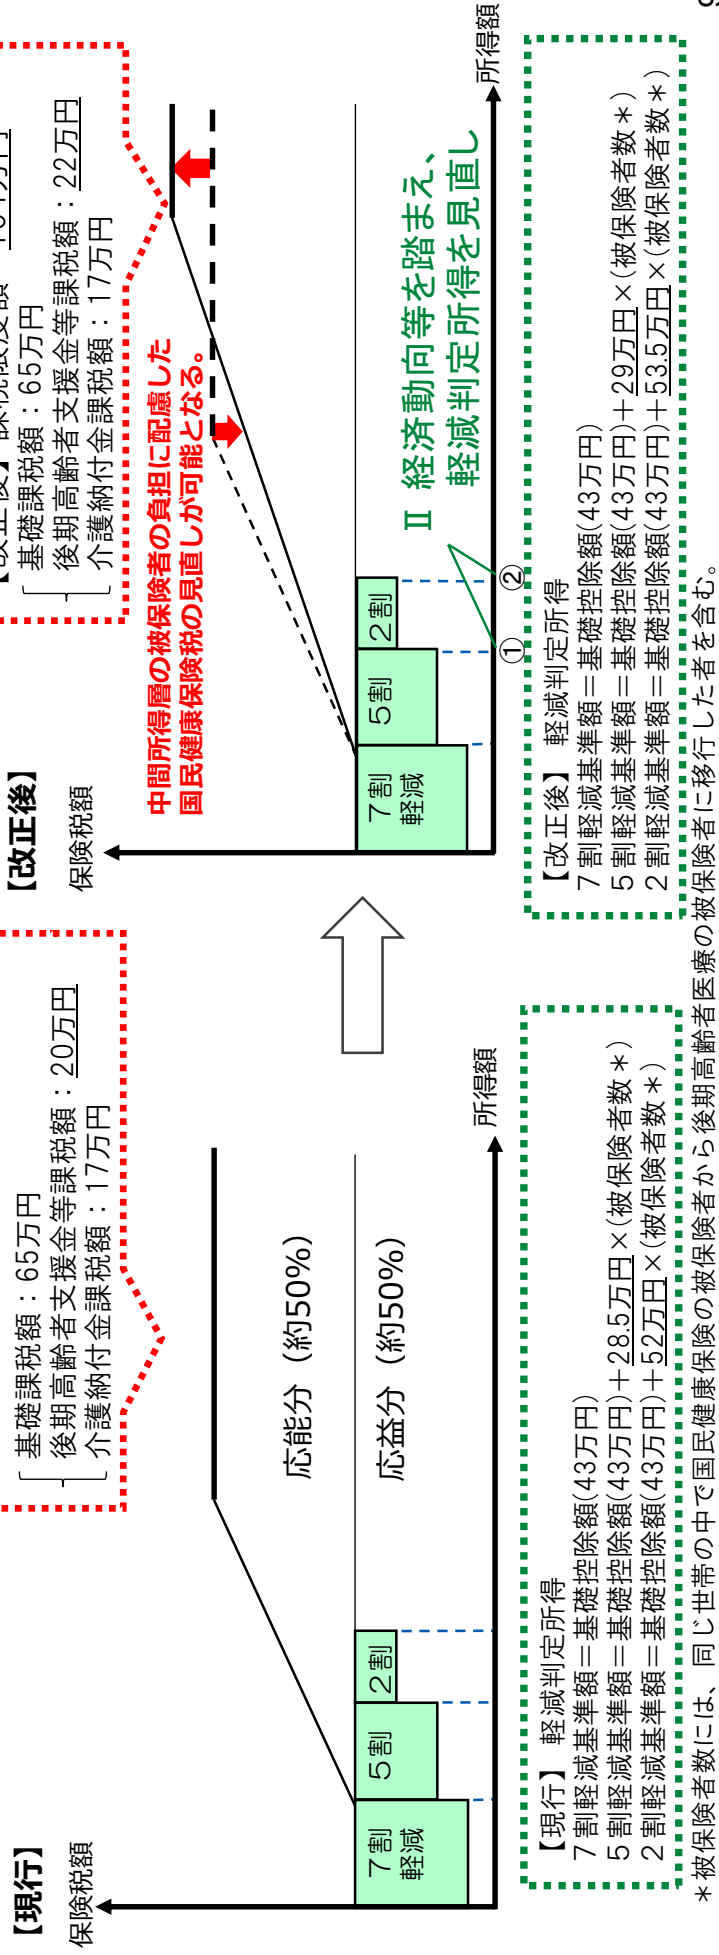 【現行】
保険税額
基礎課税額：65万円
後期高齢者支援金等課税額：20万円
介護納付金課税額：17万円
応能分（約50%）
応益分（約50%）
7割
軽減
5割
2割
所得額
【現行】 軽減判定所得
７割軽減基準額＝基礎控除額(43万円)
５割軽減基準額＝基礎控除額(43万円)＋28.5万円×(被保険者数＊)
２割軽減基準額＝基礎控除額(43万円)＋52万円×(被保険者数＊)
【改正後】
保険税額
基礎課税額：65万円
後期高齢者支援金等課税額：22万円
介護納付金課税額：17万円
中間所得層の被保険者の負担に配慮した
国民健康保険税の見直しが可能となる。
7割
軽減
5割
2割
Ⅱ 経済動向等を踏まえ、
軽減判定所得を見直し
① ②
所得額
【改正後】 軽減判定所得
７割軽減基準額＝基礎控除額(43万円)
５割軽減基準額＝基礎控除額(43万円)＋29万円×(被保険者数＊)
２割軽減基準額＝基礎控除額(43万円)＋53.5万円×(被保険者数＊)
＊被保険者数には、同じ世帯の中で国民健康保険の被保険者から後期高齢者医療の被保険者に移行した者を含む。